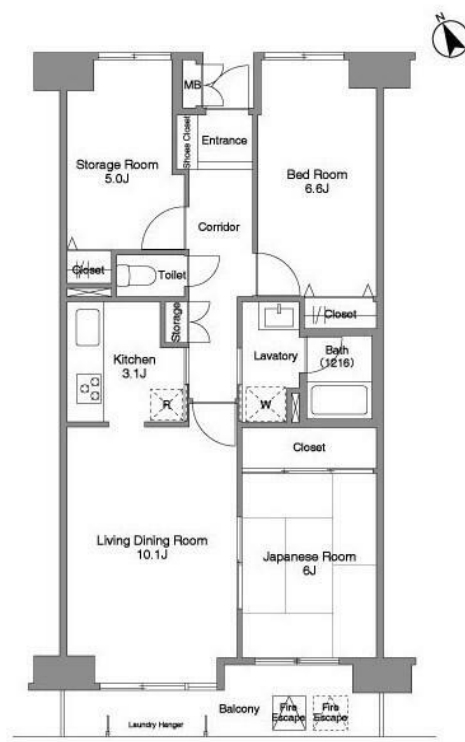 N
MB
Shoes Closet
Entrance
Storage Room
5.0J
Bed Room
6.6J
Corridor
Closet
Toilet
Storage
Closet
Kitchen
3.1J
Lavatory
Bath
(1216)
R
W
Closet
Living Dining Room
10.1J
Japanese Room
6J
Balcony
Fire
Escape
Fire
Escape
Laundry Hanger